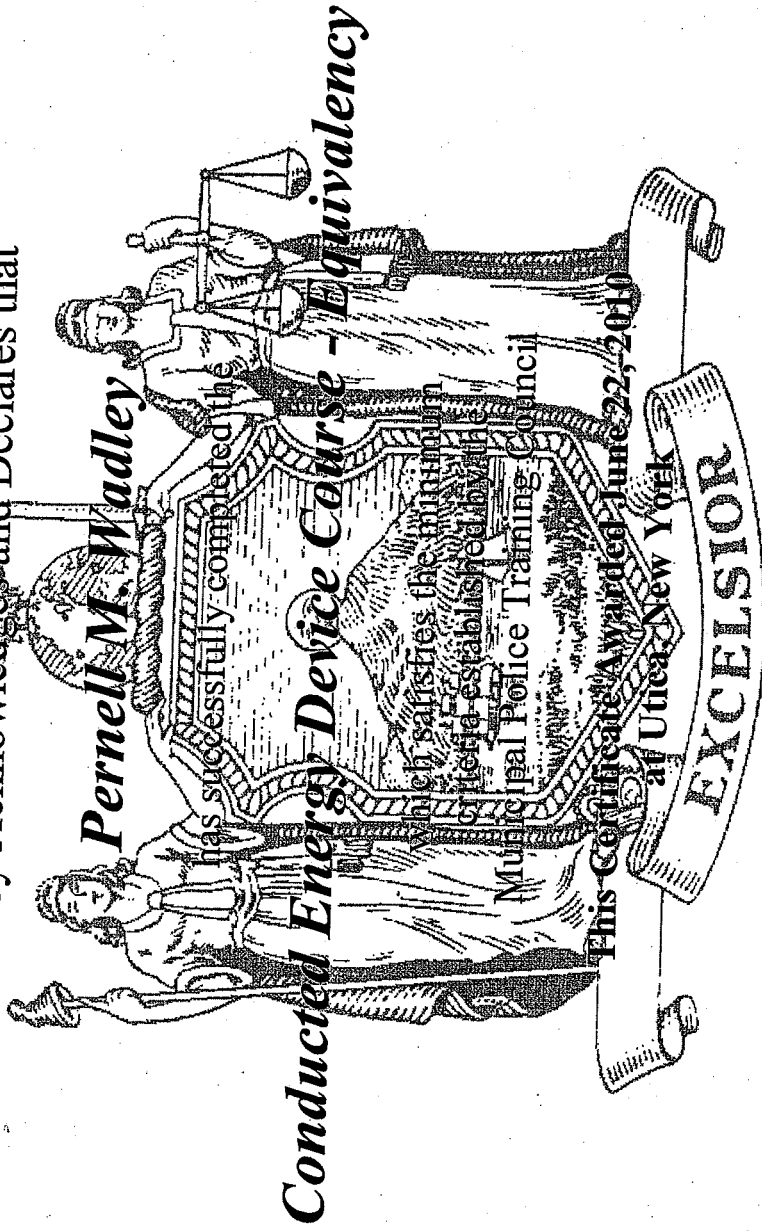 and Declares that
Pernell M. Wadley
has successfully completed the
Conducted Energy Device Course - Equivalency
which satisfies the minimum
criteria established by the
Municipal Police Training Council
This Certificate Awarded June 22, 2010
at Utica, New York
EXCELSIOR